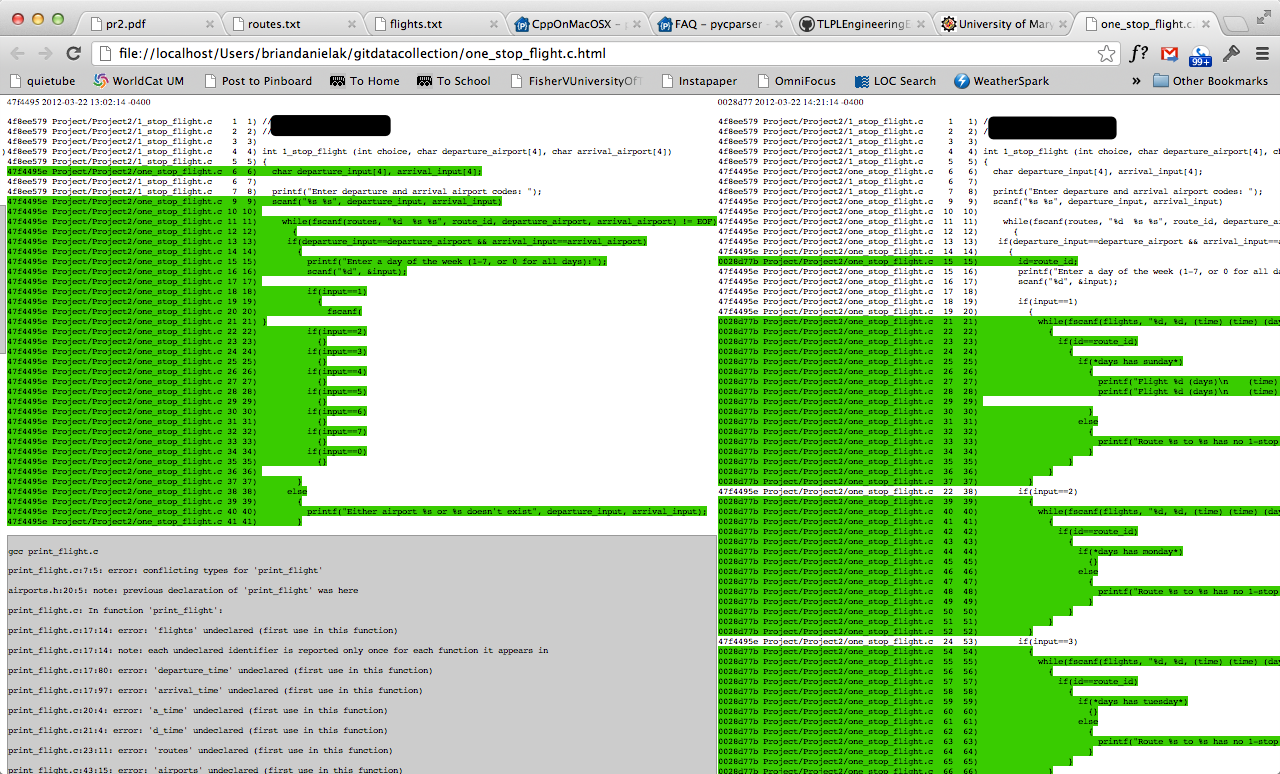 pr2.pdf
routes.txt
flights.txt
CppOnMacOSX –
FAQ – pycparser
TLPLEngineeringE
University of Mar
one_stop_flight.c.
file://localhost/Users/briandanielak/gitdatacollection/one_stop_flight.c.html
f?
99+
quietube
WorldCat UM
Post to Pinboard
To Home
To School
FisherVUniversityOfT
Instapaper
OmniFocus
LOC Search
WeatherSpark
»
Other Bookmarks
47f4495 2012-03-22 13:02:14 -0400
4f8ee579 Project/Project2/1_stop_flight.c 1 1) //
4f8ee579 Project/Project2/1_stop_flight.c 2 2) //
4f8ee579 Project/Project2/1_stop_flight.c 3 3)
4f8ee579 Project/Project2/1_stop_flight.c 4 4) int 1_stop_flight (int choice, char departure_airport[4], char arrival_airport[4])
4f8ee579 Project/Project2/1_stop_flight.c 5 5) {
47f4495e Project/Project2/one_stop_flight.c 6 6) char departure_input[4], arrival_input[4];
4f8ee579 Project/Project2/1_stop_flight.c 6 7)
4f8ee579 Project/Project2/1_stop_flight.c 7 8) printf("Enter departure and arrival airport codes: ");
47f4495e Project/Project2/one_stop_flight.c 9 9) scanf("%s %s", departure_input, arrival_input)
47f4495e Project/Project2/one_stop_flight.c 10 10)
47f4495e Project/Project2/one_stop_flight.c 11 11) while(fscanf(routes, "%d %s %s", route_id, departure_airport, arrival_airport) != EOF
47f4495e Project/Project2/one_stop_flight.c 12 12) {
47f4495e Project/Project2/one_stop_flight.c 13 13) if(departure_input==departure_airport && arrival_input==arrival_airport)
47f4495e Project/Project2/one_stop_flight.c 14 14) {
47f4495e Project/Project2/one_stop_flight.c 15 15) printf("Enter a day of the week (1-7, or 0 for all days):");
47f4495e Project/Project2/one_stop_flight.c 16 16) scanf("%d", &input);
47f4495e Project/Project2/one_stop_flight.c 17 17)
47f4495e Project/Project2/one_stop_flight.c 18 18) if(input==1)
47f4495e Project/Project2/one_stop_flight.c 19 19) {
47f4495e Project/Project2/one_stop_flight.c 20 20) fscanf(
47f4495e Project/Project2/one_stop_flight.c 21 21) }
47f4495e Project/Project2/one_stop_flight.c 22 22) if(input==2)
47f4495e Project/Project2/one_stop_flight.c 23 23) {}
47f4495e Project/Project2/one_stop_flight.c 24 24) if(input==3)
47f4495e Project/Project2/one_stop_flight.c 25 25) {}
47f4495e Project/Project2/one_stop_flight.c 26 26) if(input==4)
47f4495e Project/Project2/one_stop_flight.c 27 27) {}
47f4495e Project/Project2/one_stop_flight.c 28 28) if(input==5)
47f4495e Project/Project2/one_stop_flight.c 29 29) {}
47f4495e Project/Project2/one_stop_flight.c 30 30) if(input==6)
47f4495e Project/Project2/one_stop_flight.c 31 31) {}
47f4495e Project/Project2/one_stop_flight.c 32 32) if(input==7)
47f4495e Project/Project2/one_stop_flight.c 33 33) {}
47f4495e Project/Project2/one_stop_flight.c 34 34) if(input==0)
47f4495e Project/Project2/one_stop_flight.c 35 35) {}
47f4495e Project/Project2/one_stop_flight.c 36 36)
47f4495e Project/Project2/one_stop_flight.c 37 37) }
47f4495e Project/Project2/one_stop_flight.c 38 38) else
47f4495e Project/Project2/one_stop_flight.c 39 39) {
47f4495e Project/Project2/one_stop_flight.c 40 40) printf("Either airport %s or %s doesn't exist", departure_input, arrival_input);
47f4495e Project/Project2/one_stop_flight.c 41 41) }
gcc print_flight.c
print_flight.c:7:5: error: conflicting types for 'print_flight'
airports.h:20:5: note: previous declaration of 'print_flight' was here
print_flight.c: In function 'print_flight':
print_flight.c:17:14: error: 'flights' undeclared (first use in this function)
print_flight.c:17:14: note: each undeclared identifier is reported only once for each function it appears in
print_flight.c:17:80: error: 'departure_time' undeclared (first use in this function)
print_flight.c:17:97: error: 'arrival_time' undeclared (first use in this function)
print_flight.c:20:4: error: 'a_time' undeclared (first use in this function)
print_flight.c:21:4: error: 'd_time' undeclared (first use in this function)
print_flight.c:23:11: error: 'routes' undeclared (first use in this function)
print_flight.c:43:15: error: 'airports' undeclared (first use in this function)
0028d77 2012-03-22 14:21:14 -0400
4f8ee579 Project/Project2/1_stop_flight.c 1 1) /
4f8ee579 Project/Project2/1_stop_flight.c 2 2) /
4f8ee579 Project/Project2/1_stop_flight.c 3 3)
4f8ee579 Project/Project2/1_stop_flight.c 4 4) int 1_stop_flight (int choice, char departure_airport[4], cha
4f8ee579 Project/Project2/1_stop_flight.c 5 5) {
47f4495e Project/Project2/one_stop_flight.c 6 6) char departure_input[4], arrival_input[4];
4f8ee579 Project/Project2/1_stop_flight.c 6 7)
4f8ee579 Project/Project2/1_stop_flight.c 7 8) printf("Enter departure and arrival airport codes: ");
47f4495e Project/Project2/one_stop_flight.c 9 9) scanf("%s %s", departure_input, arrival_input)
47f4495e Project/Project2/one_stop_flight.c 10 10)
47f4495e Project/Project2/one_stop_flight.c 11 11) while(fscanf(routes, "%d %s %s", route_id, departure_a
47f4495e Project/Project2/one_stop_flight.c 12 12) {
47f4495e Project/Project2/one_stop_flight.c 13 13) if(departure_input==departure_airport && arrival_input==a
47f4495e Project/Project2/one_stop_flight.c 14 14) {
0028d77b Project/Project2/one_stop_flight.c 15 15) id=route_id;
47f4495e Project/Project2/one_stop_flight.c 15 16) printf("Enter a day of the week (1-7, or 0 for all d
47f4495e Project/Project2/one_stop_flight.c 16 17) scanf("%d", &input);
47f4495e Project/Project2/one_stop_flight.c 17 18)
47f4495e Project/Project2/one_stop_flight.c 18 19) if(input==1)
47f4495e Project/Project2/one_stop_flight.c 19 20) {
0028d77b Project/Project2/one_stop_flight.c 21 21) while(fscanf(flights, "%d, %d, (time) (time) (day
0028d77b Project/Project2/one_stop_flight.c 22 22) {
0028d77b Project/Project2/one_stop_flight.c 23 23) if(id==route_id)
0028d77b Project/Project2/one_stop_flight.c 24 24) {
0028d77b Project/Project2/one_stop_flight.c 25 25) if(*days has sunday*)
0028d77b Project/Project2/one_stop_flight.c 26 26) {
0028d77b Project/Project2/one_stop_flight.c 27 27) printf("Flight %d (days)\n (time)
0028d77b Project/Project2/one_stop_flight.c 28 28) printf("Flight %d (days)\n (time)
0028d77b Project/Project2/one_stop_flight.c 29 29)
0028d77b Project/Project2/one_stop_flight.c 30 30) }
0028d77b Project/Project2/one_stop_flight.c 31 31) else
0028d77b Project/Project2/one_stop_flight.c 32 32) {
0028d77b Project/Project2/one_stop_flight.c 33 33) printf("Route %s to %s has no 1-stop
0028d77b Project/Project2/one_stop_flight.c 34 34) }
0028d77b Project/Project2/one_stop_flight.c 35 35) }
0028d77b Project/Project2/one_stop_flight.c 36 36) }
0028d77b Project/Project2/one_stop_flight.c 37 37) }
47f4495e Project/Project2/one_stop_flight.c 22 38) if(input==2)
0028d77b Project/Project2/one_stop_flight.c 39 39) {
0028d77b Project/Project2/one_stop_flight.c 40 40) while(fscanf(flights, "%d, %d, (time) (time) (day
0028d77b Project/Project2/one_stop_flight.c 41 41) {
0028d77b Project/Project2/one_stop_flight.c 42 42) if(id==route_id)
0028d77b Project/Project2/one_stop_flight.c 43 43) {
0028d77b Project/Project2/one_stop_flight.c 44 44) if(*days has monday*)
0028d77b Project/Project2/one_stop_flight.c 45 45) {}
0028d77b Project/Project2/one_stop_flight.c 46 46) else
0028d77b Project/Project2/one_stop_flight.c 47 47) {
0028d77b Project/Project2/one_stop_flight.c 48 48) printf("Route %s to %s has no 1-stop
0028d77b Project/Project2/one_stop_flight.c 49 49) }
0028d77b Project/Project2/one_stop_flight.c 50 50) }
0028d77b Project/Project2/one_stop_flight.c 51 51) }
0028d77b Project/Project2/one_stop_flight.c 52 52) }
47f4495e Project/Project2/one_stop_flight.c 24 53) if(input==3)
0028d77b Project/Project2/one_stop_flight.c 54 54) {
0028d77b Project/Project2/one_stop_flight.c 55 55) while(fscanf(flights, "%d, %d, (time) (time) (day
0028d77b Project/Project2/one_stop_flight.c 56 56) {
0028d77b Project/Project2/one_stop_flight.c 57 57) if(id==route_id)
0028d77b Project/Project2/one_stop_flight.c 58 58) {
0028d77b Project/Project2/one_stop_flight.c 59 59) if(*days has tuesday*)
0028d77b Project/Project2/one_stop_flight.c 60 60) {}
0028d77b Project/Project2/one_stop_flight.c 61 61) else
0028d77b Project/Project2/one_stop_flight.c 62 62) {
0028d77b Project/Project2/one_stop_flight.c 63 63) printf("Route %s to %s has no 1-stop
0028d77b Project/Project2/one_stop_flight.c 64 64) }
0028d77b Project/Project2/one_stop_flight.c 65 65) }
0028d77b Project/Project2/one_stop_flight.c 66 66) }